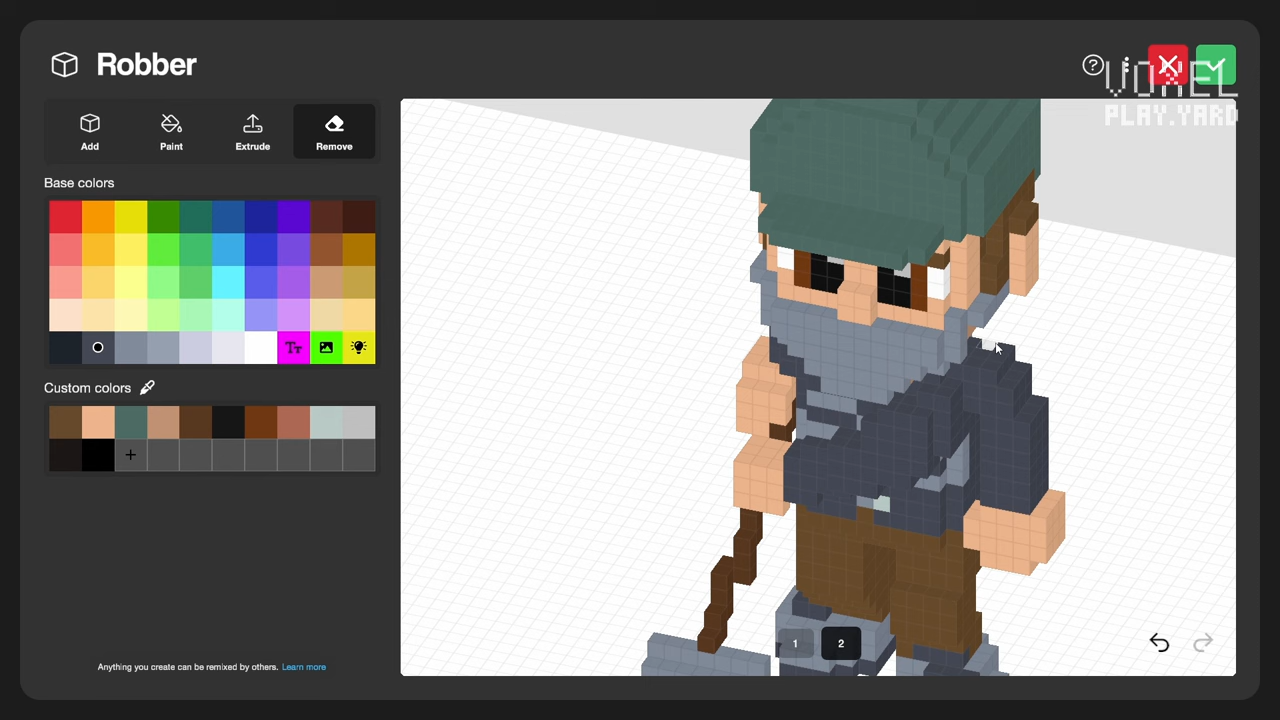 Robber
VOXEL
PLAY.YARD
Add
Paint
Extrude
Remove
Base colors
Tт
Custom colors
1
2
Anything you create can be remixed by others. Learn more